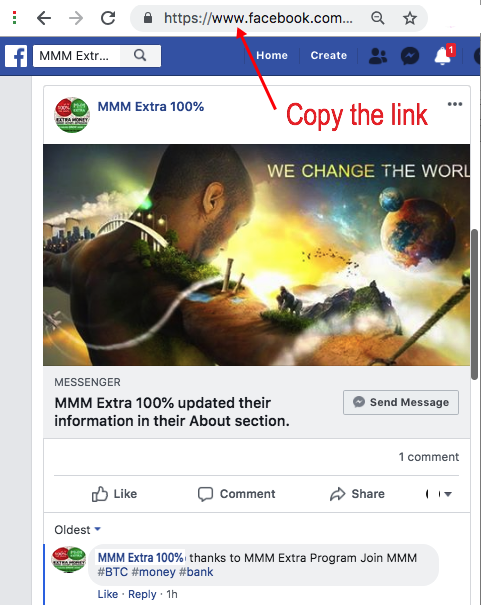 https://www.facebook.com...
MMM Extr...
Home
Create
1
MMM Extra 100%
Copy the link
100%
EXTRA MONEY
WE CHANGE THE WORL
MESSENGER
MMM Extra 100% updated their
information in their About section.
Send Message
1 comment
Like
Comment
Share
Oldest
MMM Extra 100% thanks to MMM Extra Program Join MMM
#BTC #money #bank
Like · Reply · 1h